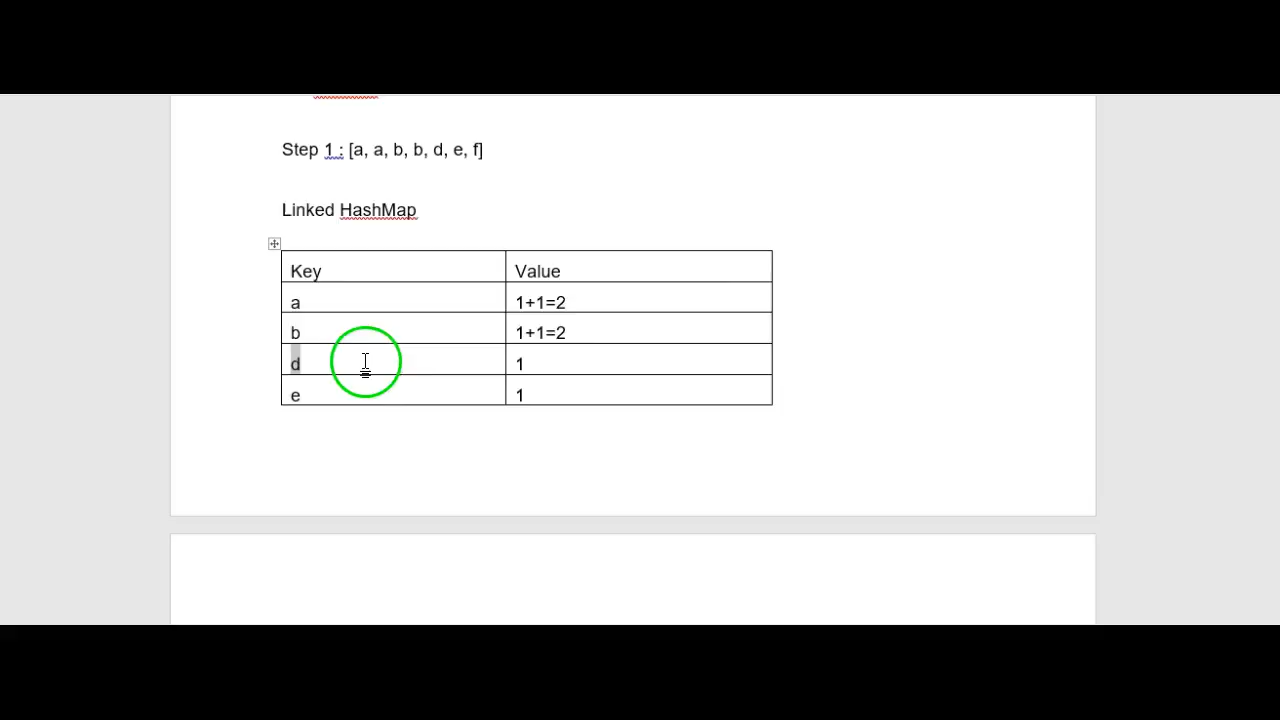 Step 1 : [a, a, b, b, d, e, f]
Linked HashMap
Key Value
a 1+1=2
b 1+1=2
d 1
e 1